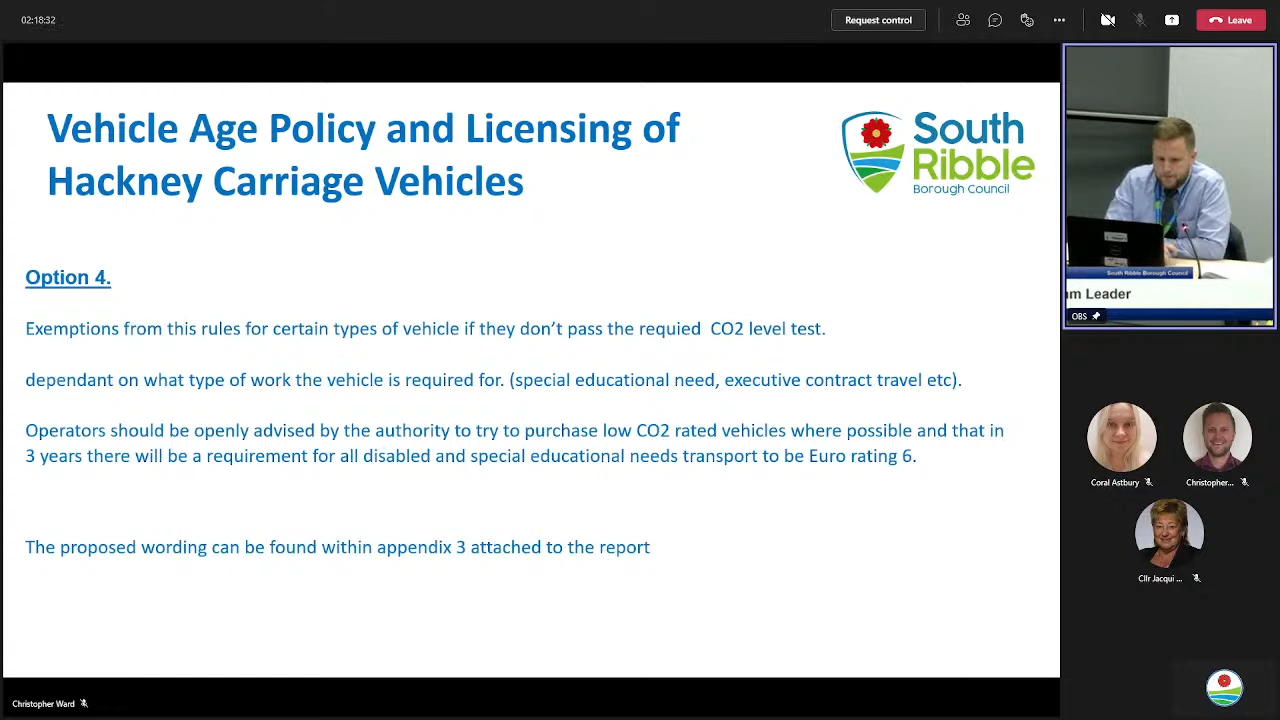 02:18:32
Request control
Leave
Vehicle Age Policy and Licensing of
Hackney Carriage Vehicles
South
Ribble
Borough Council
Option 4.
Exemptions from this rules for certain types of vehicle if they don’t pass the requied CO2 level test.
dependant on what type of work the vehicle is required for. (special educational need, executive contract travel etc).
Operators should be openly advised by the authority to try to purchase low CO2 rated vehicles where possible and that in
3 years there will be a requirement for all disabled and special educational needs transport to be Euro rating 6.
The proposed wording can be found within appendix 3 attached to the report
South Ribble Borough Council
am Leader
OBS
Coral Astbury
Christopher...
Cllr Jacqui ...
Christopher Ward